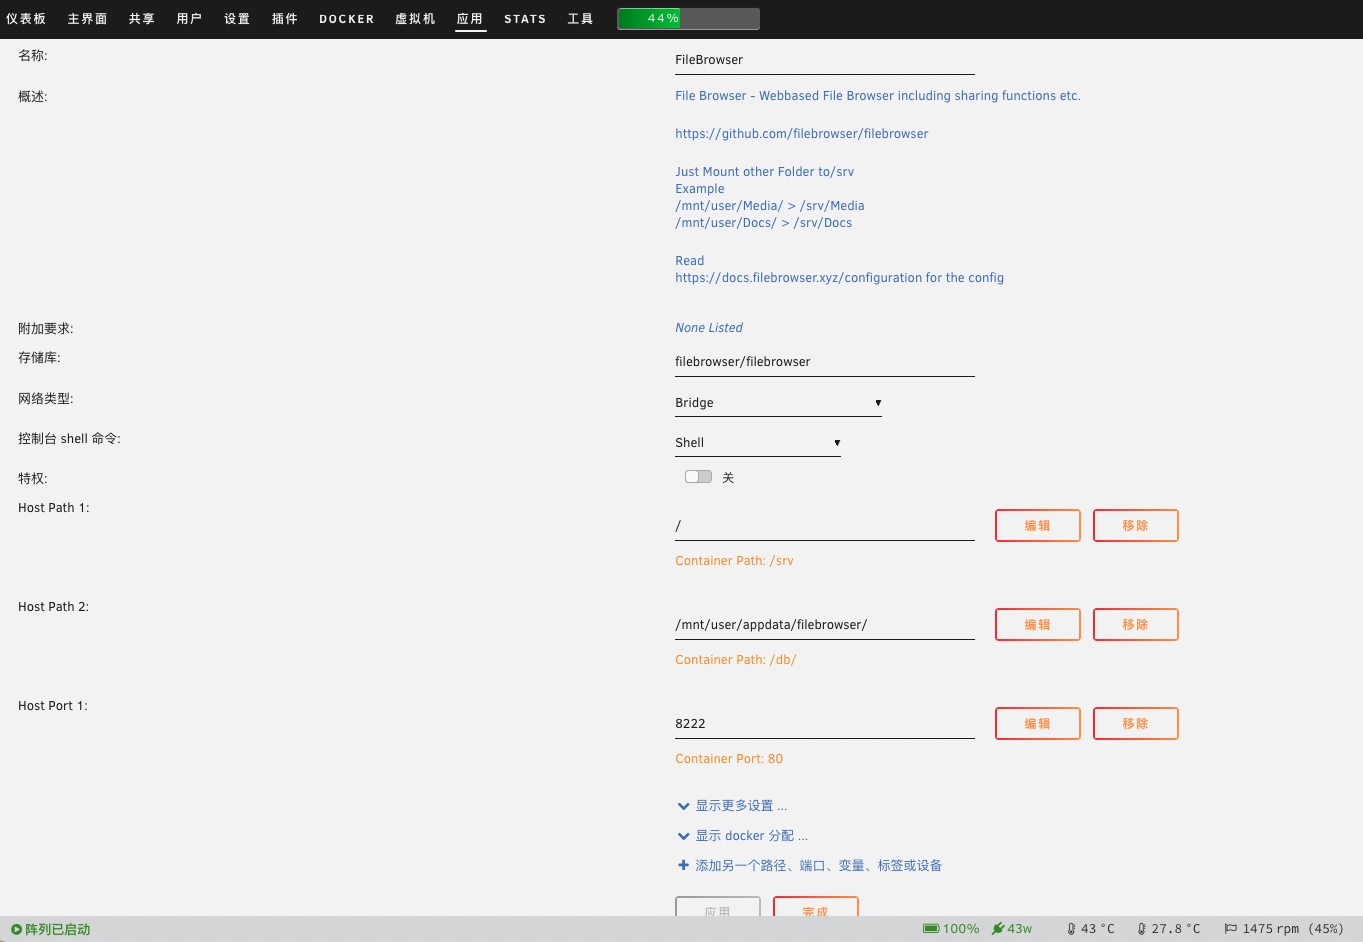 仪表板 主界面 共享 用户 设置 插件 DOCKER 虚拟机 应用 STATS 工具 44%
名称: FileBrowser
概述: File Browser - Webbased File Browser including sharing functions etc.
https://github.com/filebrowser/filebrowser
Just Mount other Folder to/srv
Example
/mnt/user/Media/ > /srv/Media
/mnt/user/Docs/ > /srv/Docs
Read
https://docs.filebrowser.xyz/configuration for the config
附加要求: None Listed
存储库: filebrowser/filebrowser
网络类型: Bridge
控制台 shell 命令: Shell
特权: 关
Host Path 1: / 编辑 移除
Container Path: /srv
Host Path 2: /mnt/user/appdata/filebrowser/ 编辑 移除
Container Path: /db/
Host Port 1: 8222 编辑 移除
Container Port: 80
显示更多设置 ...
显示 docker 分配 ...
添加另一个路径、端口、变量、标签或设备
应用 完成
阵列已启动 100% 43w 43 °C 27.8 °C 1475 rpm (45%)